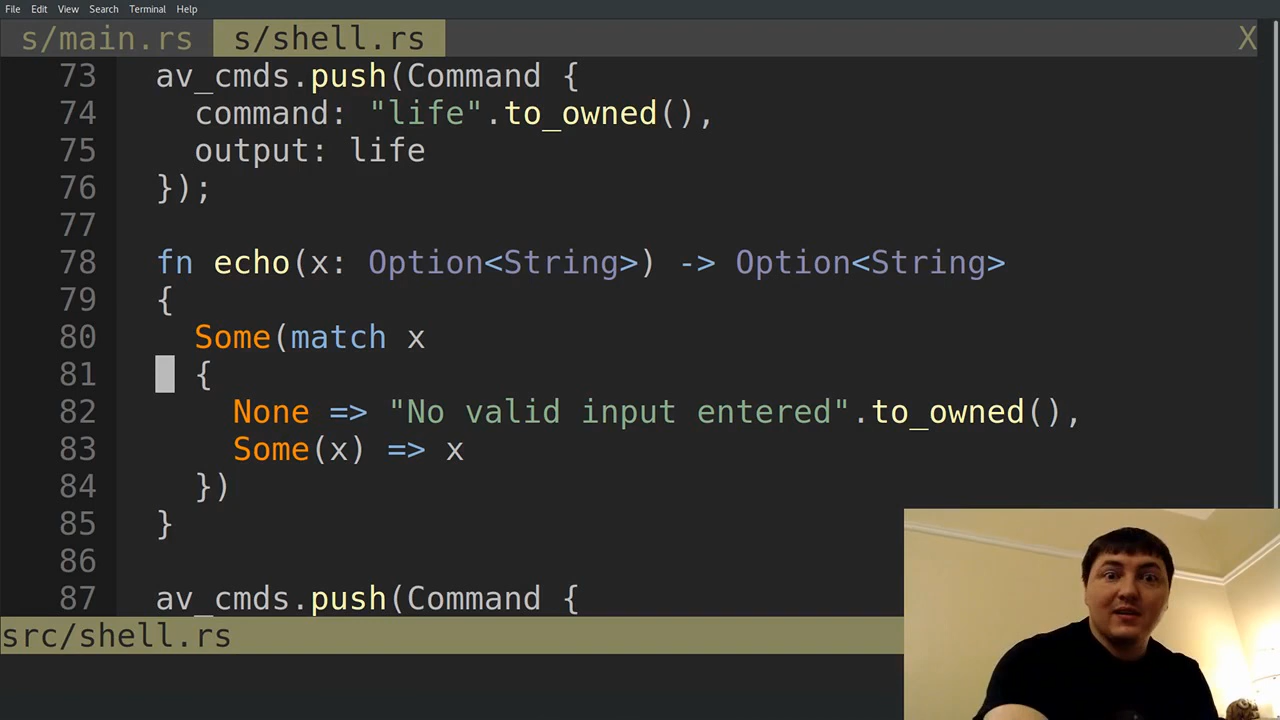 File Edit View Search Terminal Help
s/main.rs s/shell.rs X
73 av_cmds.push(Command {
74 command: "life".to_owned(),
75 output: life
76 });
77
78 fn echo(x: Option<String>) -> Option<String>
79 {
80 Some(match x
81 {
82 None => "No valid input entered".to_owned(),
83 Some(x) => x
84 })
85 }
86
87 av_cmds.push(Command {
src/shell.rs